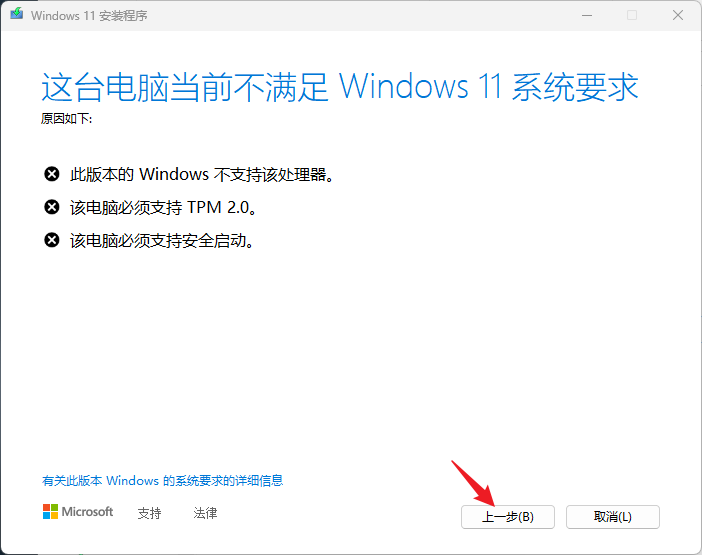 Windows 11 安装程序
这台电脑当前不满足 Windows 11 系统要求
原因如下:
此版本的 Windows 不支持该处理器。
该电脑必须支持 TPM 2.0。
该电脑必须支持安全启动。
有关此版本 Windows 的系统要求的详细信息
Microsoft 支持 法律 上一步(B) 取消(L)